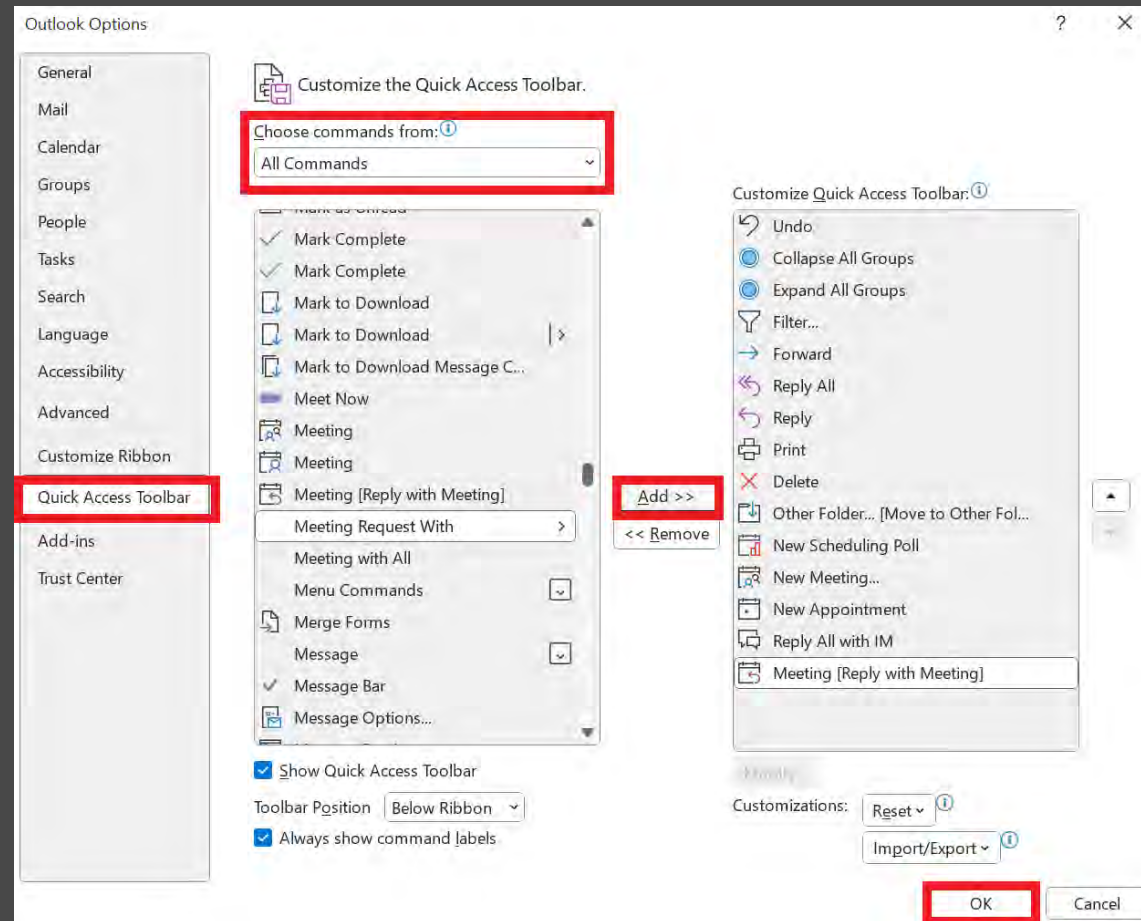 Outlook Options
?
General
Mail
Calendar
Groups
People
Tasks
Search
Language
Accessibility
Advanced
Customize Ribbon
Quick Access Toolbar
Add-ins
Trust Center
Customize the Quick Access Toolbar.
Choose commands from:
All Commands
Mark as Unread
Mark Complete
Mark Complete
Mark to Download
Mark to Download
Mark to Download Message C...
Meet Now
Meeting
Meeting
Meeting [Reply with Meeting]
Meeting Request With
Meeting with All
Menu Commands
Merge Forms
Message
Message Bar
Message Options...
Show Quick Access Toolbar
Toolbar Position Below Ribbon
Always show command labels
Add >>
<< Remove
Customize Quick Access Toolbar:
Undo
Collapse All Groups
Expand All Groups
Filter...
Forward
Reply All
Reply
Print
Delete
Other Folder... [Move to Other Fol...
New Scheduling Poll
New Meeting...
New Appointment
Reply All with IM
Meeting [Reply with Meeting]
Modify...
Customizations: Reset
Import/Export
OK
Cancel